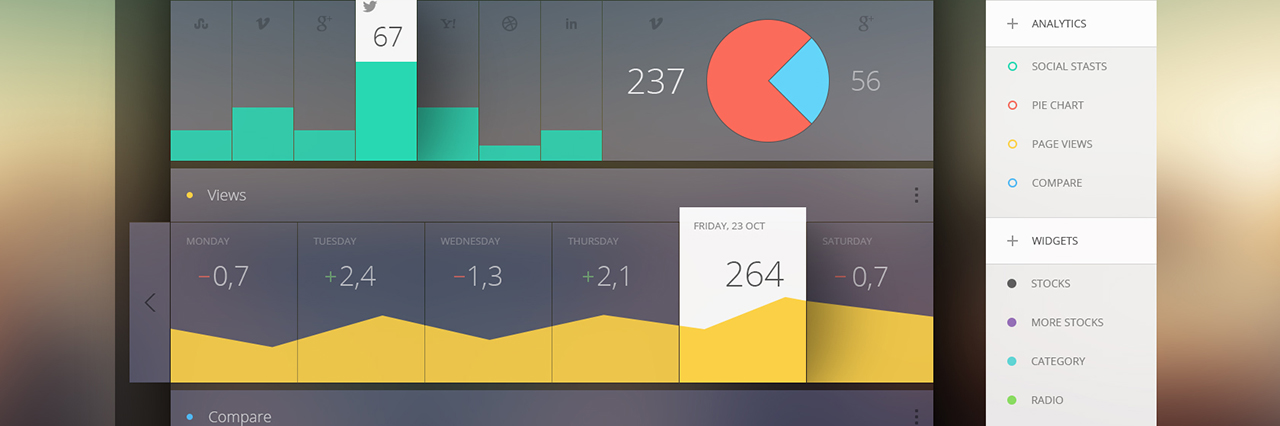 67
237
56
Views
MONDAY
−0,7
TUESDAY
+2,4
WEDNESDAY
−1,3
THURSDAY
+2,1
FRIDAY, 23 OCT
264
SATURDAY
− 0,7
Compare
+ ANALYTICS
SOCIAL STASTS
PIE CHART
PAGE VIEWS
COMPARE
+ WIDGETS
STOCKS
MORE STOCKS
CATEGORY
RADIO